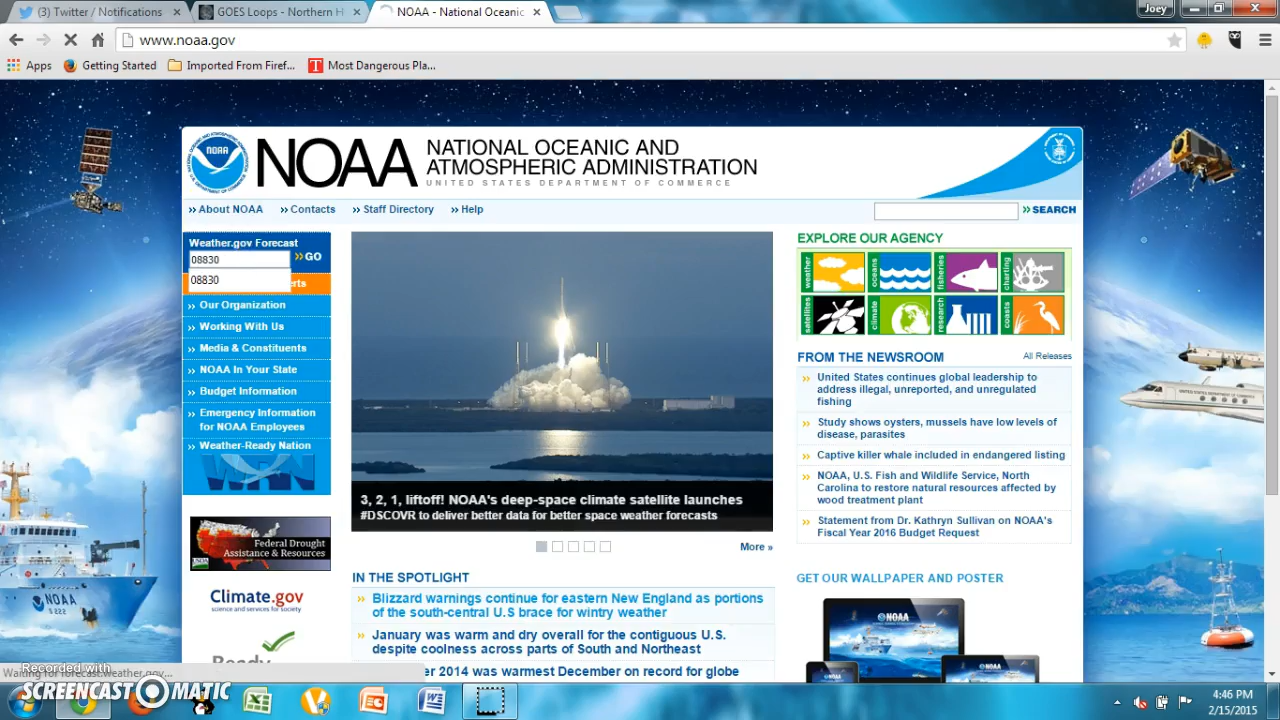 (3) Twitter / Notifications
GOES Loops - Northern H
NOAA - National Oceanic
Joey
www.noaa.gov
Apps
Getting Started
Imported From Firef...
Most Dangerous Pla...
NOAA
NATIONAL OCEANIC AND
ATMOSPHERIC ADMINISTRATION
UNITED STATES DEPARTMENT OF COMMERCE
About NOAA
Contacts
Staff Directory
Help
SEARCH
Weather.gov Forecast
08830
GO
08830
erts
Our Organization
Working With Us
Media & Constituents
NOAA In Your State
Budget Information
Emergency Information
for NOAA Employees
Weather-Ready Nation
WRN
Federal Drought
Assistance & Resources
Climate.gov
science and services for society
Ready
3, 2, 1, liftoff! NOAA's deep-space climate satellite launches
#DSCOVR to deliver better data for better space weather forecasts
More »
IN THE SPOTLIGHT
Blizzard warnings continue for eastern New England as portions
of the south-central U.S brace for wintry weather
January was warm and dry overall for the contiguous U.S.
despite coolness across parts of South and Northeast
er 2014 was warmest December on record for globe
EXPLORE OUR AGENCY
weather
oceans
fisheries
charting
satellites
climate
research
coasts
FROM THE NEWSROOM
All Releases
United States continues global leadership to
address illegal, unreported, and unregulated
fishing
Study shows oysters, mussels have low levels of
disease, parasites
Captive killer whale included in endangered listing
NOAA, U.S. Fish and Wildlife Service, North
Carolina to restore natural resources affected by
wood treatment plant
Statement from Dr. Kathryn Sullivan on NOAA's
Fiscal Year 2016 Budget Request
GET OUR WALLPAPER AND POSTER
NOAA
Waiting for forecast.weather.gov...
Recorded with
SCREENCAST MATIC
4:46 PM
2/15/2015